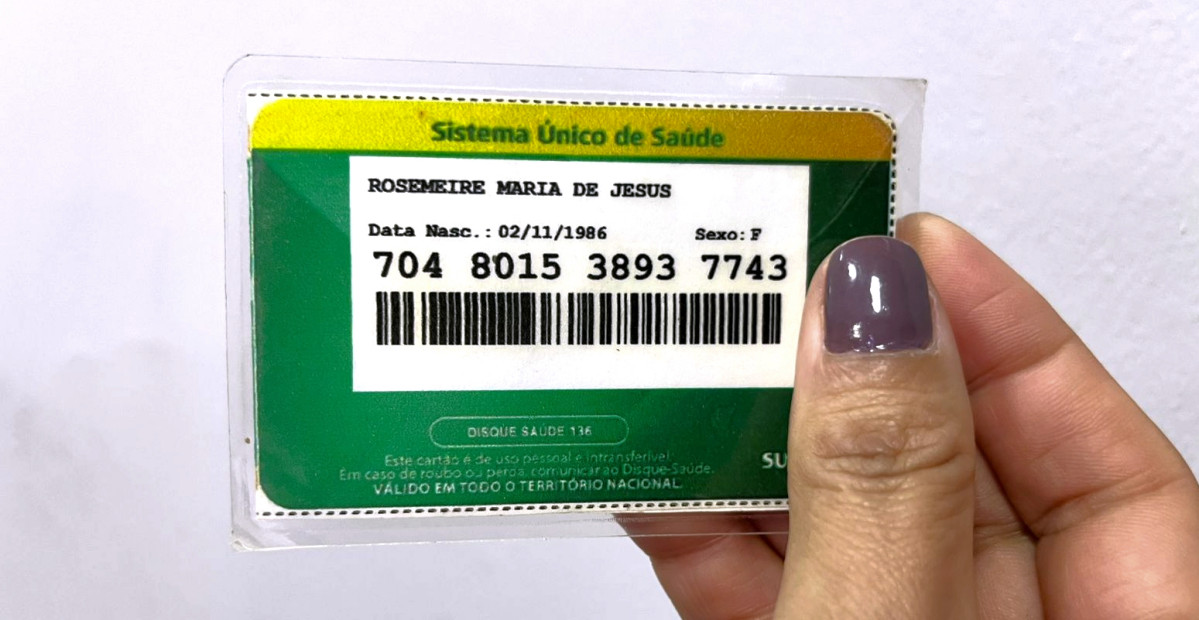 Sistema Único de Saúde
ROSEMEIRE MARIA DE JESUS
Data Nasc.: 02/11/1986 Sexo: F
704 8015 3893 7743
DISQUE SAÚDE 136
Este cartão é de uso pessoal e intransferível.
Em caso de roubo ou perda, comunicar ao Disque-Saúde.
VÁLIDO EM TODO O TERRITÓRIO NACIONAL
SU